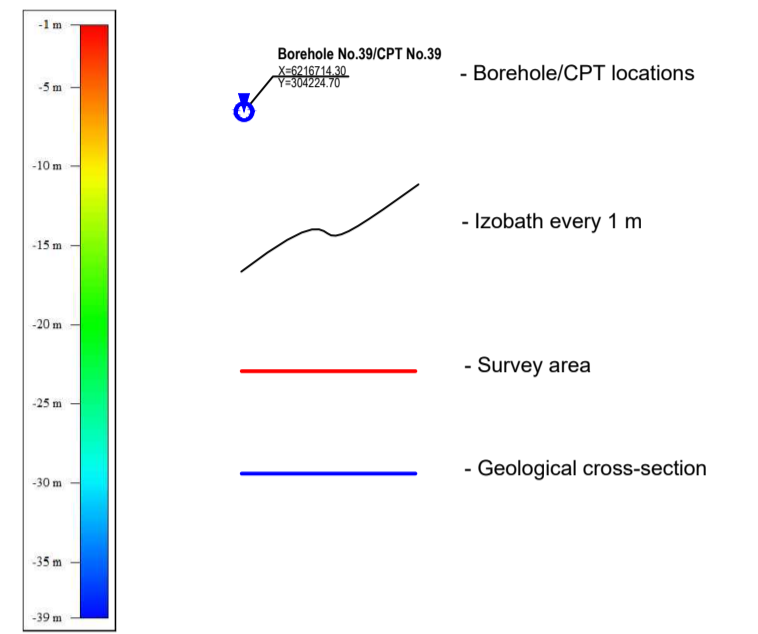 -1 m
-5 m
-10 m
-15 m
-20 m
-25 m
-30 m
-35 m
-39 m
Borehole No.39/CPT No.39
X=6216714.30
Y=304224.70
- Borehole/CPT locations
- Izobath every 1 m
- Survey area
- Geological cross-section